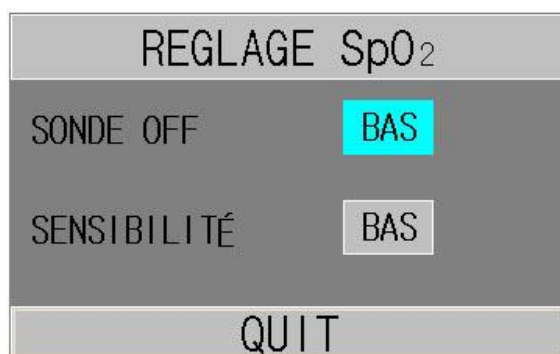 REGLAGE SpO₂
SONDE OFF BAS
SENSIBILITÉ BAS
QUIT